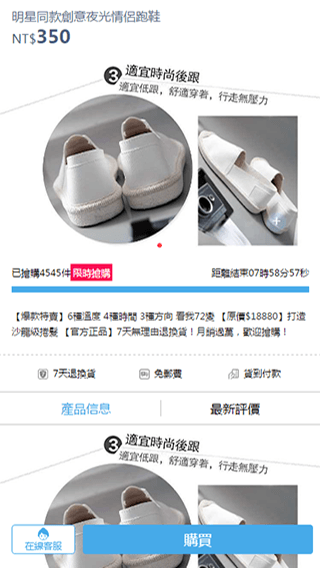 明星同款創意夜光情侶跑鞋
NT$350
3 適宜時尚後跟
適宜低跟，舒適穿着，行走無壓力
已搶購4545件 限時搶購 距離結束07時58分57秒
【爆款特賣】6種溫度 4種時間 3種方向 看我72變 【原價$18880】打造
沙龍級捲髮 【官方正品】7天無理由退換貨！月銷過萬，歡迎搶購！
7天退換貨 免郵費 貨到付款
產品信息 最新評價
3 適宜時尚後跟
適宜低跟，舒適穿着，行走無壓力
在線客服 購買